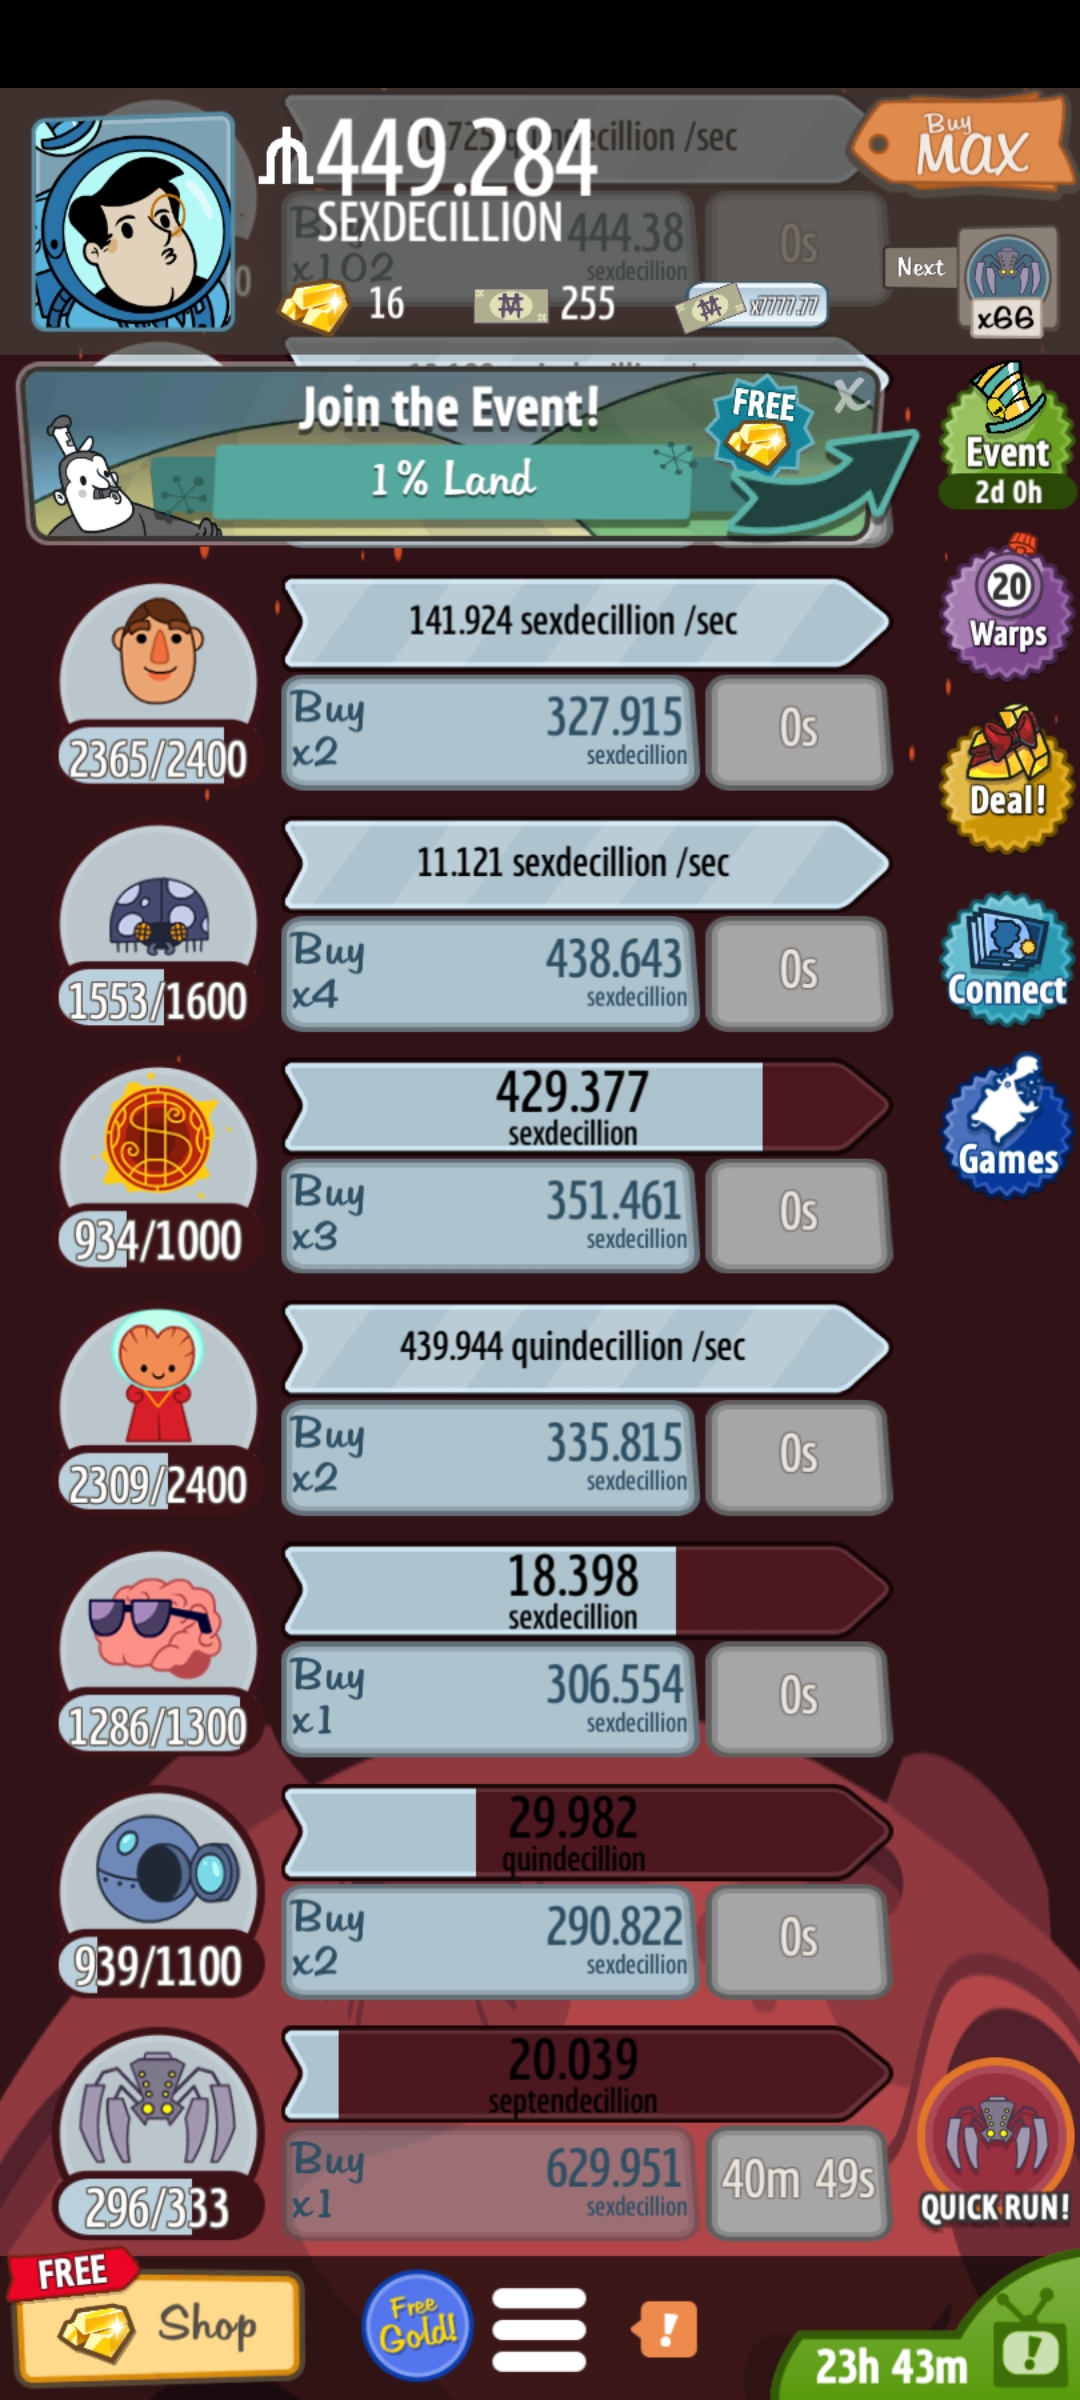 449.284
SEXDECILLION
quindecillion /sec
Buy
x102
444.38
sexdecillion
0s
16
255
x7777.77
Buy
MAX
Next
x66
Join the Event!
1% Land
FREE
X
Event
2d 0h
20
Warps
Deal!
Connect
Games
141.924 sexdecillion /sec
Buy
x2
327.915
sexdecillion
0s
2365/2400
11.121 sexdecillion /sec
Buy
x4
438.643
sexdecillion
0s
1553/1600
429.377
sexdecillion
Buy
x3
351.461
sexdecillion
0s
934/1000
439.944 quindecillion /sec
Buy
x2
335.815
sexdecillion
0s
2309/2400
18.398
sexdecillion
Buy
x1
306.554
sexdecillion
0s
1286/1300
29.982
quindecillion
Buy
x2
290.822
sexdecillion
0s
939/1100
20.039
septendecillion
Buy
x1
629.951
sexdecillion
40m 49s
296/333
QUICK RUN!
FREE
Shop
Free
Gold!
!
23h 43m
!